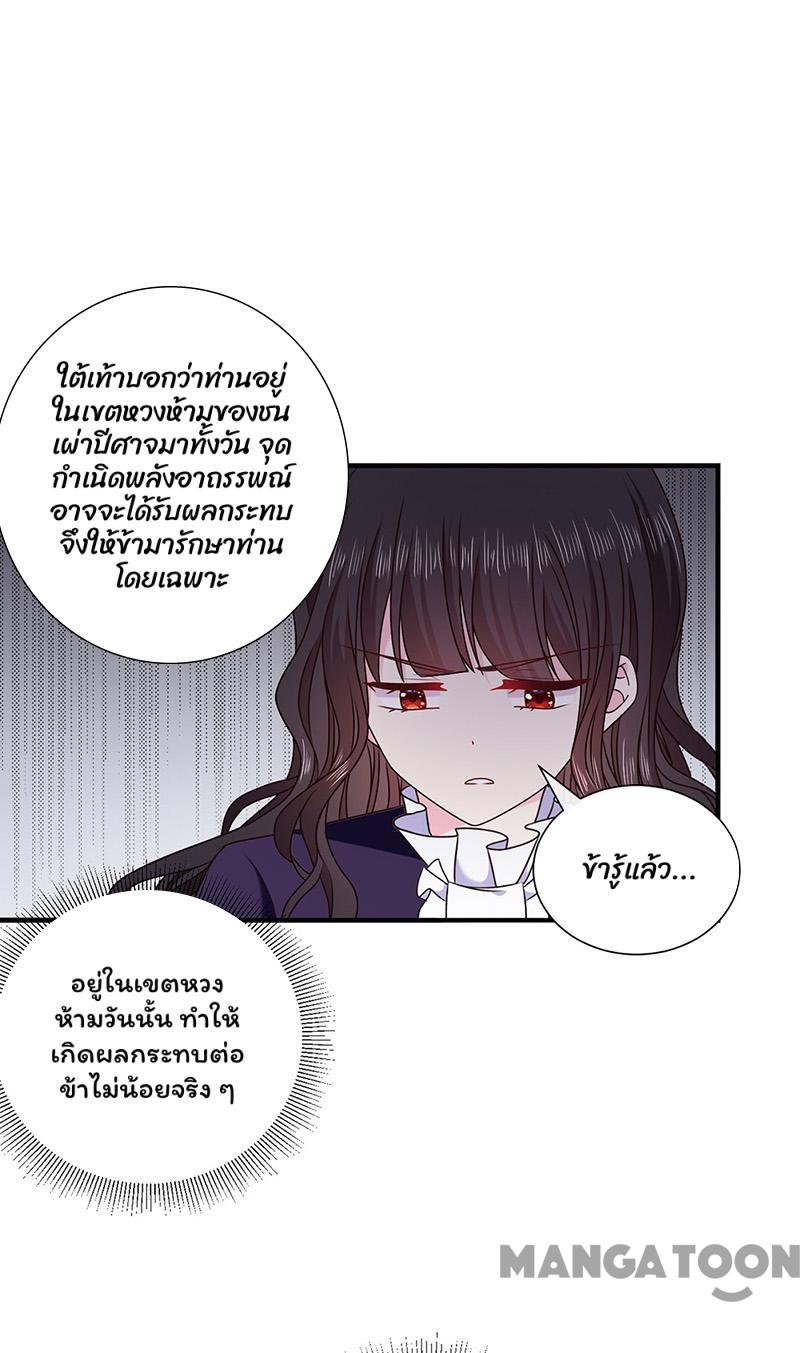 ใต้เท้าบอกว่าท่านอยู่
ในเขตหวงห้ามของชน
เผ่าปีศาจมาทั้งวัน จุด
กำเนิดพลังอาถรรพณ์
อาจจะได้รับผลกระทบ
จึงให้ข้ามารักษาท่าน
โดยเฉพาะ
ข้ารู้แล้ว...
อยู่ในเขตหวง
ห้ามวันนั้น ทำให้
เกิดผลกระทบต่อ
ข้าไม่น้อยจริง ๆ
MANGATOON